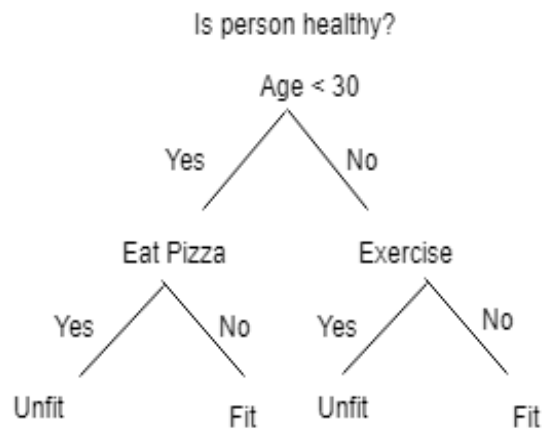 Is person healthy?
Age < 30
Yes
No
Eat Pizza
Exercise
Yes
No
Yes
No
Unfit
Fit
Unfit
Fit